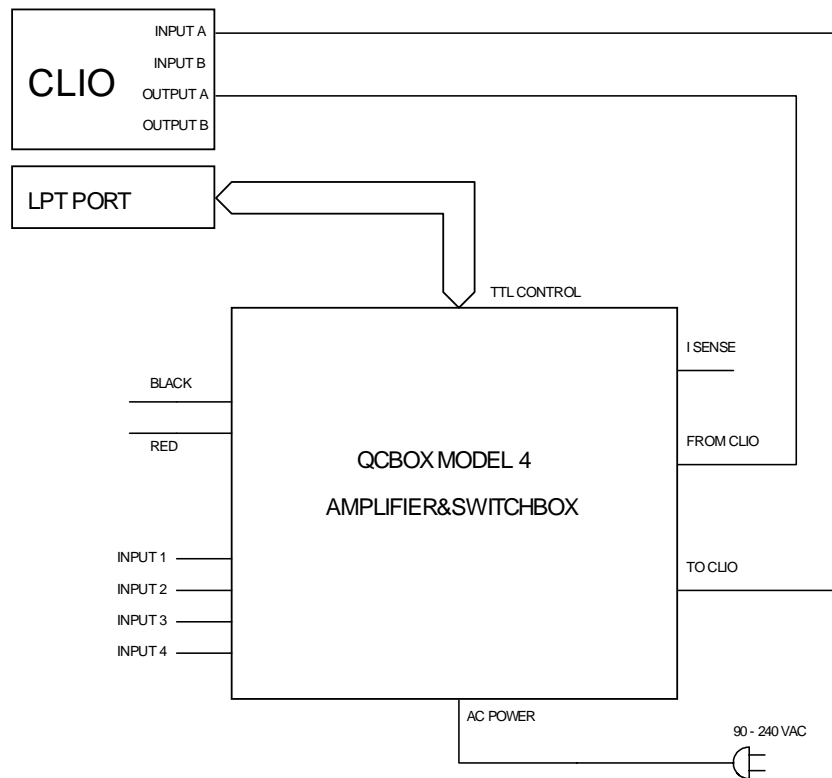 INPUT A
INPUT B
CLIO
OUTPUT A
OUTPUT B
LPT PORT
TTL CONTROL
I SENSE
BLACK
RED
FROM CLIO
QCBOX MODEL 4
AMPLIFIER&SWITCHBOX
INPUT 1
INPUT 2
INPUT 3
INPUT 4
TO CLIO
AC POWER
90 - 240 VAC